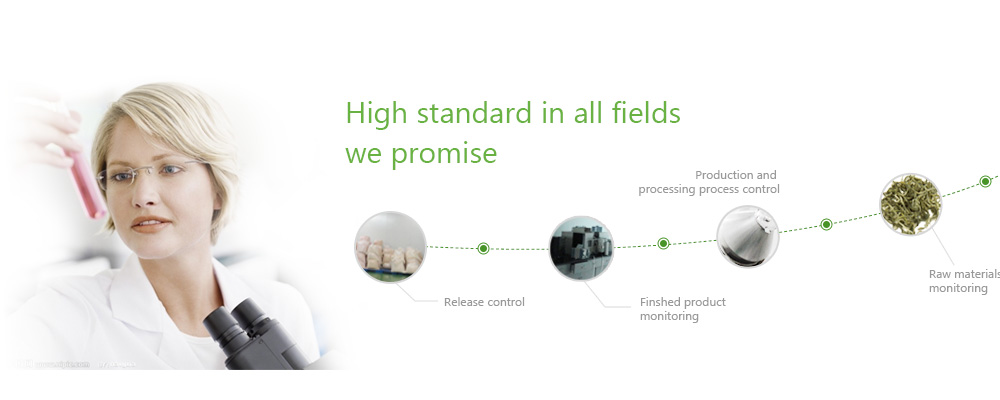 High standard in all fields
we promise
Production and
processing process control
Release control
Finshed product
monitoring
Raw materials
monitoring